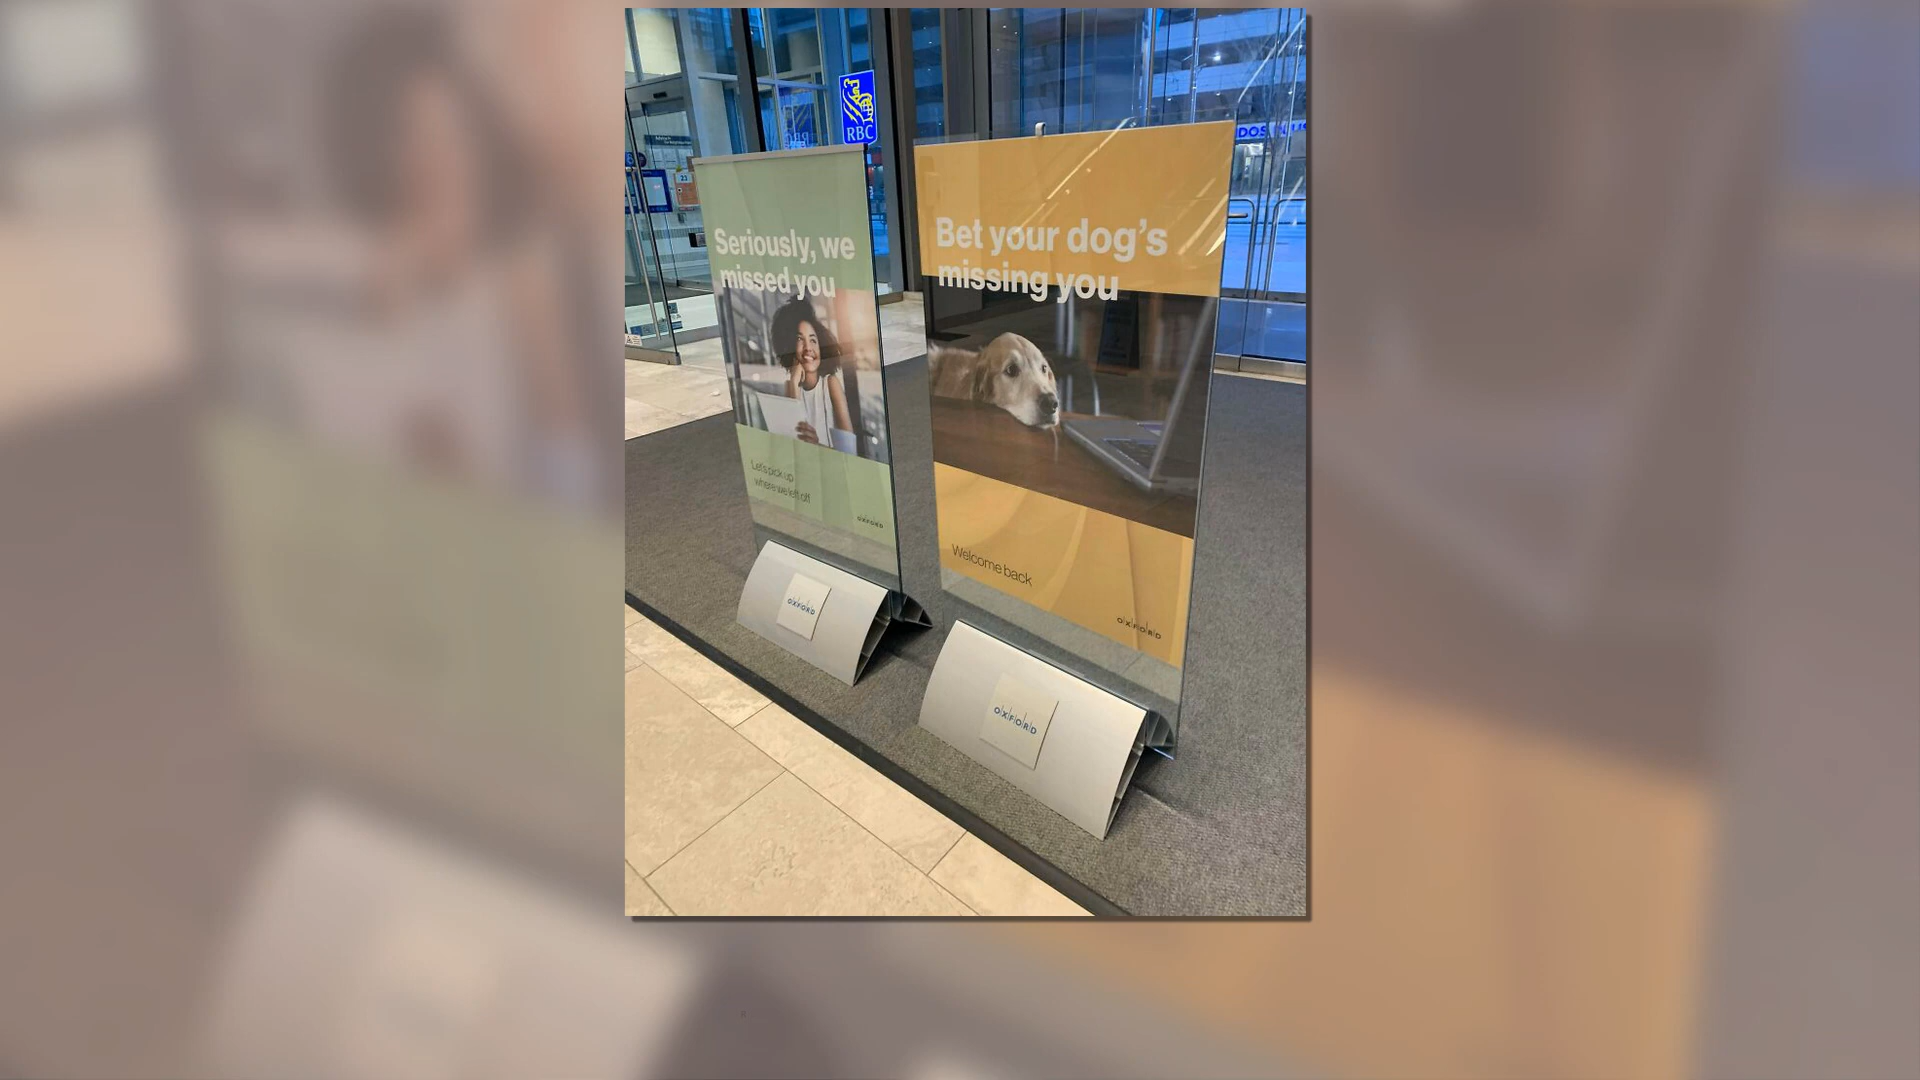 RBC
Seriously, we
missed you
Let's pick up
where we left off
OXFORD
OXFORD
Bet your dog's
missing you
Welcome back
OXFORD
OXFORD
23